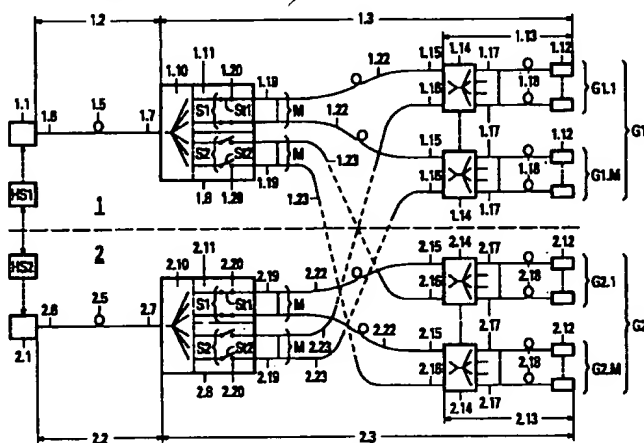 1.2 1.3
1.13
1.10 1.11 1.20 1.19 1.22 1.15 1.14 1.17 1.12
1.1 1.6 1.5 1.7 S1 St1 M 1.16 1.18 G1.1
1.22 1.15 1.17 1.12 G1
S2 St2 M 1.23 1.16 1.18 G1.M
HS1 1 1.8 1.20 1.19 1.23 1.14
HS2 2 2.10 2.11 2.20 2.19 2.22 2.15 2.14 2.17 2.12
S1 St1 M 2.16 2.18 G2.1
2.6 2.5 2.7 2.22 2.15 2.17 2.12 G2
S2 St2 M 2.23 2.16 2.18 G2.M
2.1 2.8 2.20 2.19 2.23 2.14 2.17
2.13
2.2 2.3